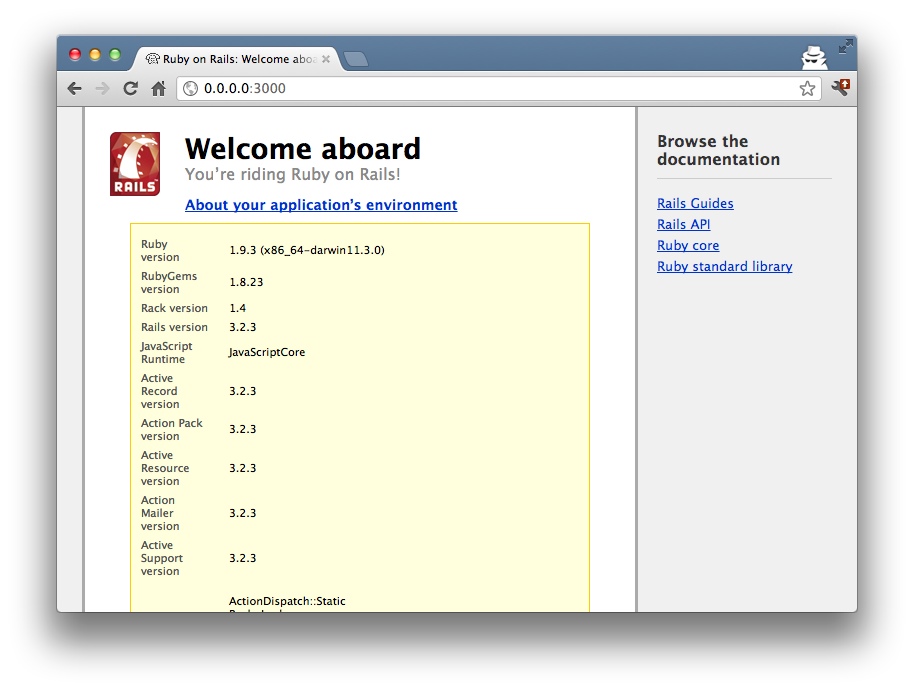 Ruby on Rails: Welcome abo
0.0.0.0:3000
RAILS
Welcome aboard
You’re riding Ruby on Rails!
About your application’s environment
Ruby
version
1.9.3 (x86_64-darwin11.3.0)
RubyGems
version
1.8.23
Rack version
1.4
Rails version
3.2.3
JavaScript
Runtime
JavaScriptCore
Active
Record
version
3.2.3
Action Pack
version
3.2.3
Active
Resource
version
3.2.3
Action
Mailer
version
3.2.3
Active
Support
version
3.2.3
ActionDispatch::Static
Browse the
documentation
Rails Guides
Rails API
Ruby core
Ruby standard library